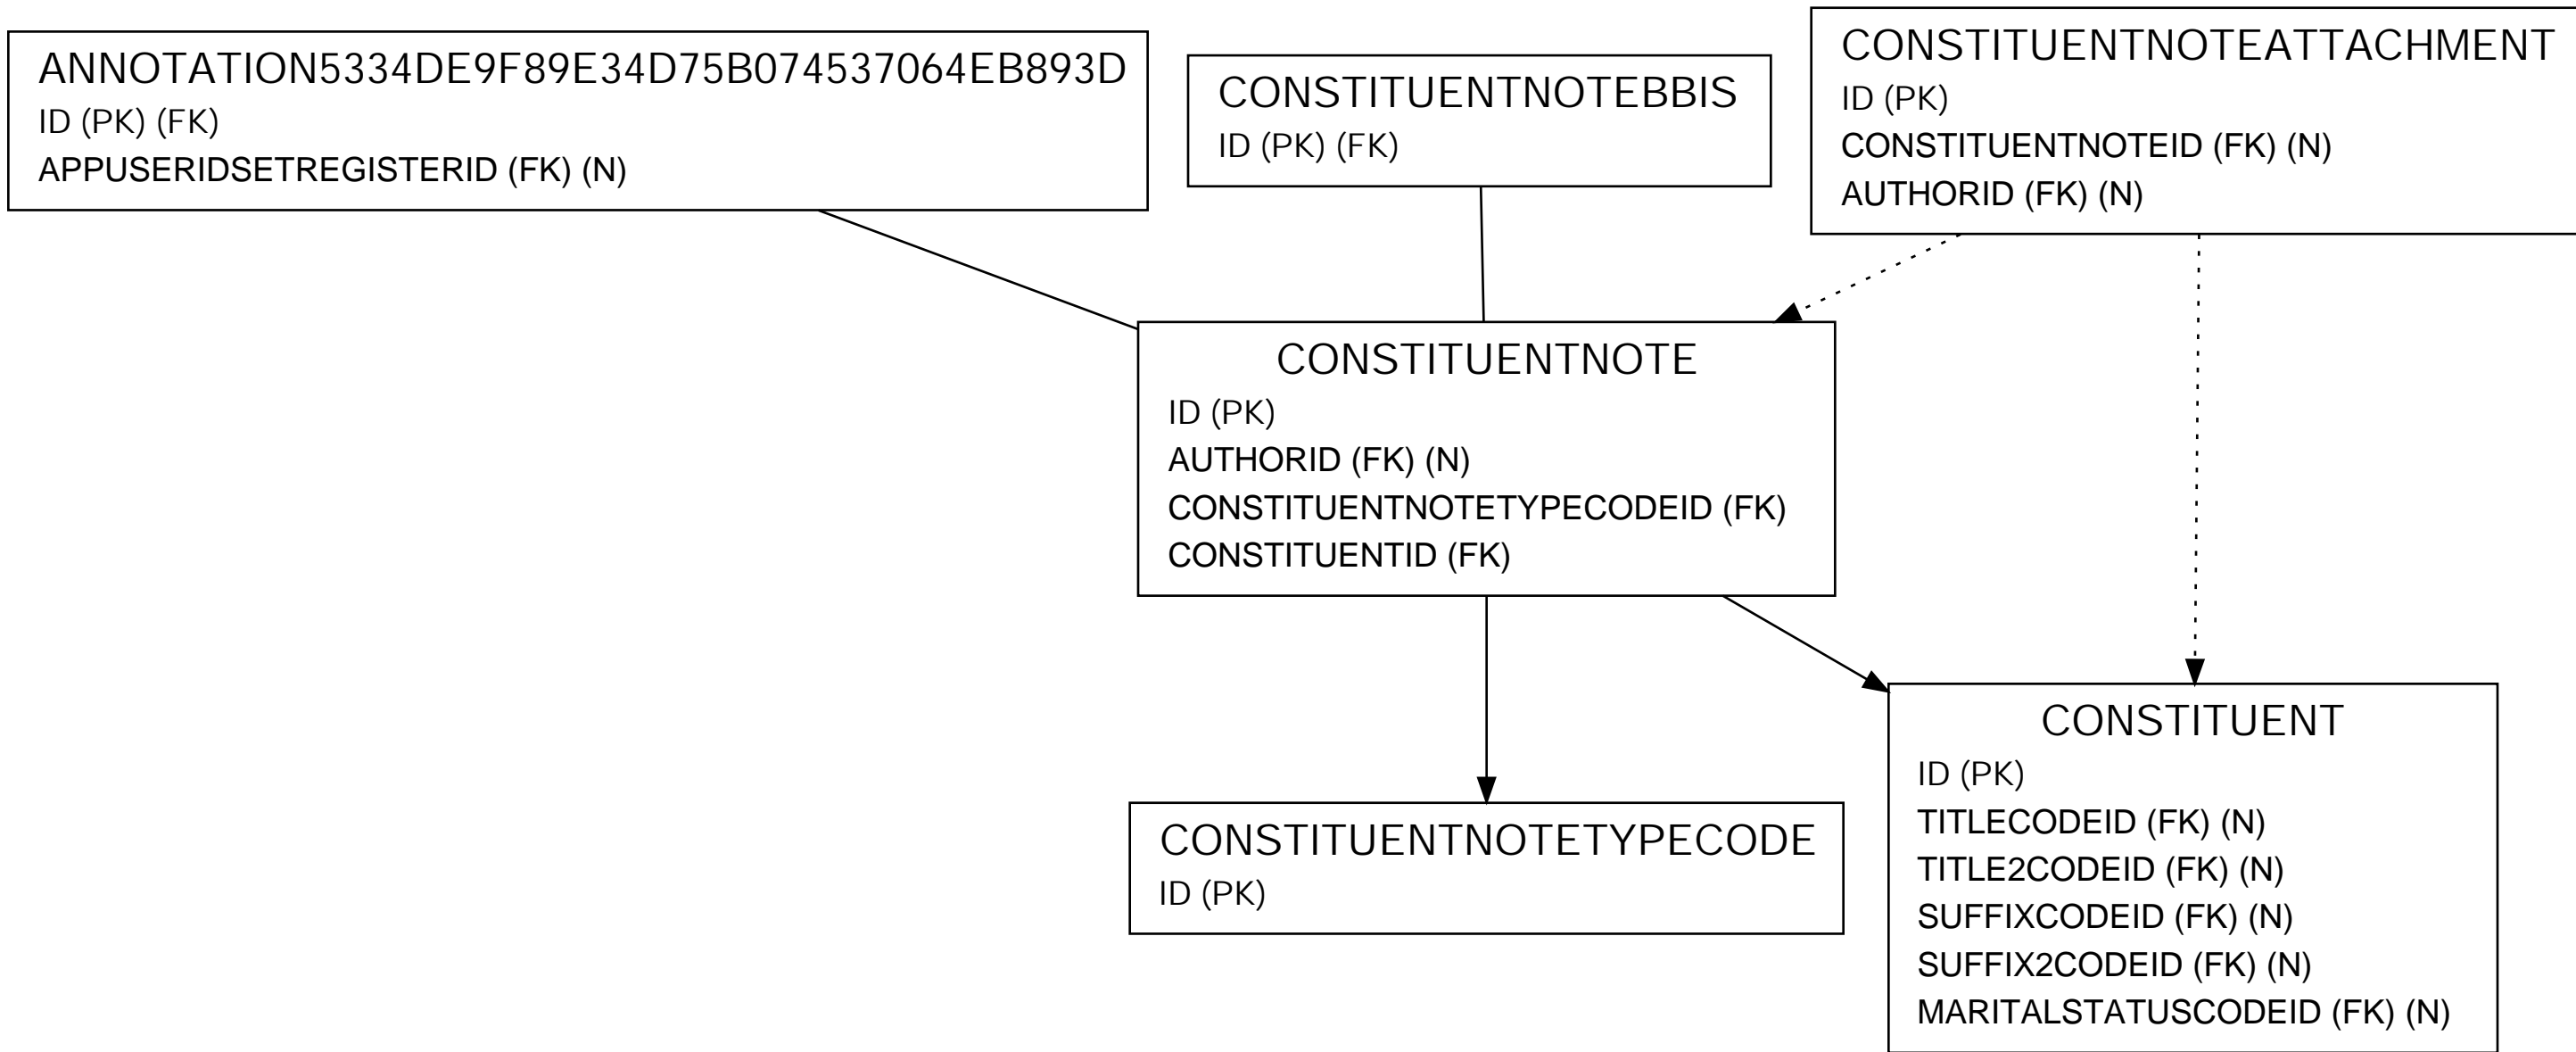 ANNOTATION5334DE9F89E34D75B074537064EB893D
ID (PK) (FK)
APPUSERIDSETREGISTERID (FK) (N)
CONSTITUENTNOTEBBIS
ID (PK) (FK)
CONSTITUENTNOTEATTACHMENT
ID (PK)
CONSTITUENTNOTEID (FK) (N)
AUTHORID (FK) (N)
CONSTITUENTNOTE
ID (PK)
AUTHORID (FK) (N)
CONSTITUENTNOTETYPECODEID (FK)
CONSTITUENTID (FK)
CONSTITUENTNOTETYPECODE
ID (PK)
CONSTITUENT
ID (PK)
TITLECODEID (FK) (N)
TITLE2CODEID (FK) (N)
SUFFIXCODEID (FK) (N)
SUFFIX2CODEID (FK) (N)
MARITALSTATUSCODEID (FK) (N)